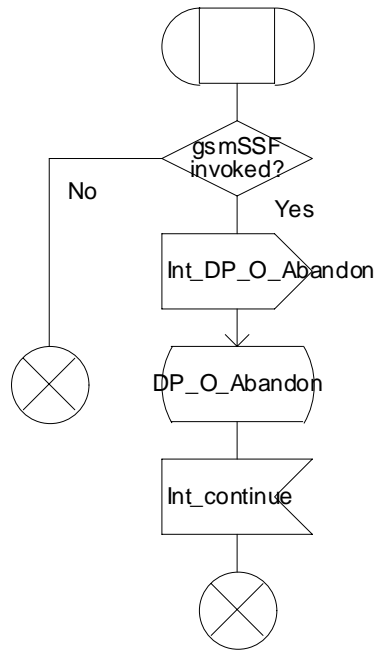 gsmSSF
invoked?
No
Yes
Int_DP_O_Abandon
DP_O_Abandon
Int_continue